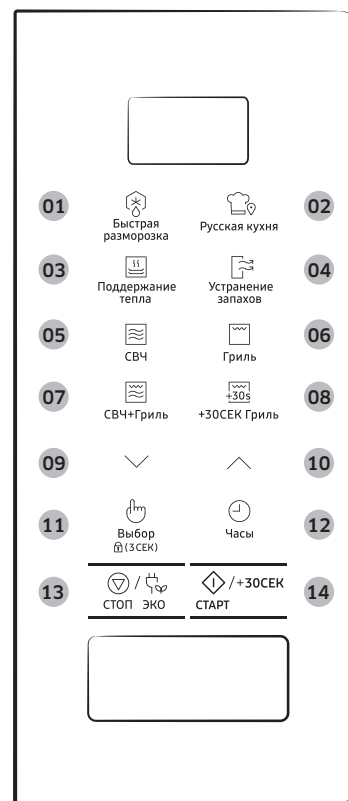 01
Быстрая
разморозка
Русская кухня
02
03
Поддержание
тепла
Устранение
запахов
04
05
СВЧ
Гриль
06
07
СВЧ+Гриль
+30s
+30СЕК Гриль
08
09
10
11
Выбор
(3СЕК)
Часы
12
13
/
СТОП ЭКО
/+30СЕК
СТАРТ
14